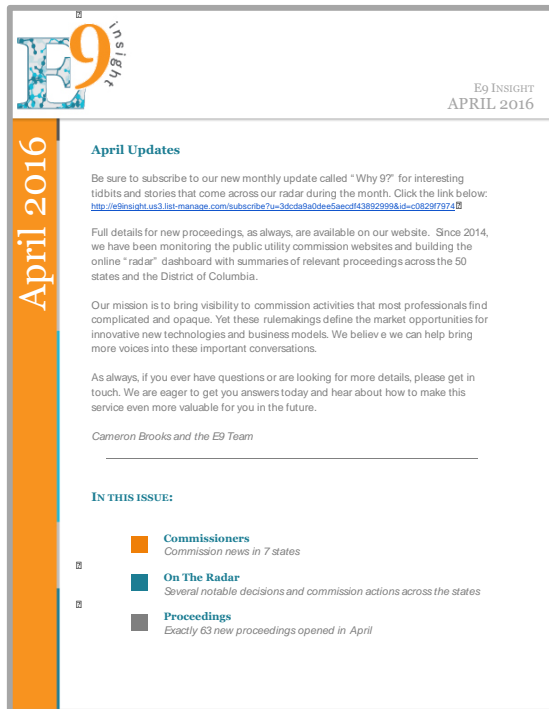 E9 insight
E9 INSIGHT
APRIL 2016
April 2016
April Updates
Be sure to subscribe to our new monthly update called "Why 9?" for interesting
tidbits and stories that come across our radar during the month. Click the link below:
http://e9insight.us3.list-manage.com/subscribe?u=3dcda9a0dee5aecdf43892999&id=c0829f7974
Full details for new proceedings, as always, are available on our website. Since 2014,
we have been monitoring the public utility commission websites and building the
online "radar" dashboard with summaries of relevant proceedings across the 50
states and the District of Columbia.
Our mission is to bring visibility to commission activities that most professionals find
complicated and opaque. Yet these rulemakings define the market opportunities for
innovative new technologies and business models. We believe we can help bring
more voices into these important conversations.
As always, if you ever have questions or are looking for more details, please get in
touch. We are eager to get you answers today and hear about how to make this
service even more valuable for you in the future.
Cameron Brooks and the E9 Team
IN THIS ISSUE:
Commissioners
Commission news in 7 states
On The Radar
Several notable decisions and commission actions across the states
Proceedings
Exactly 63 new proceedings opened in April